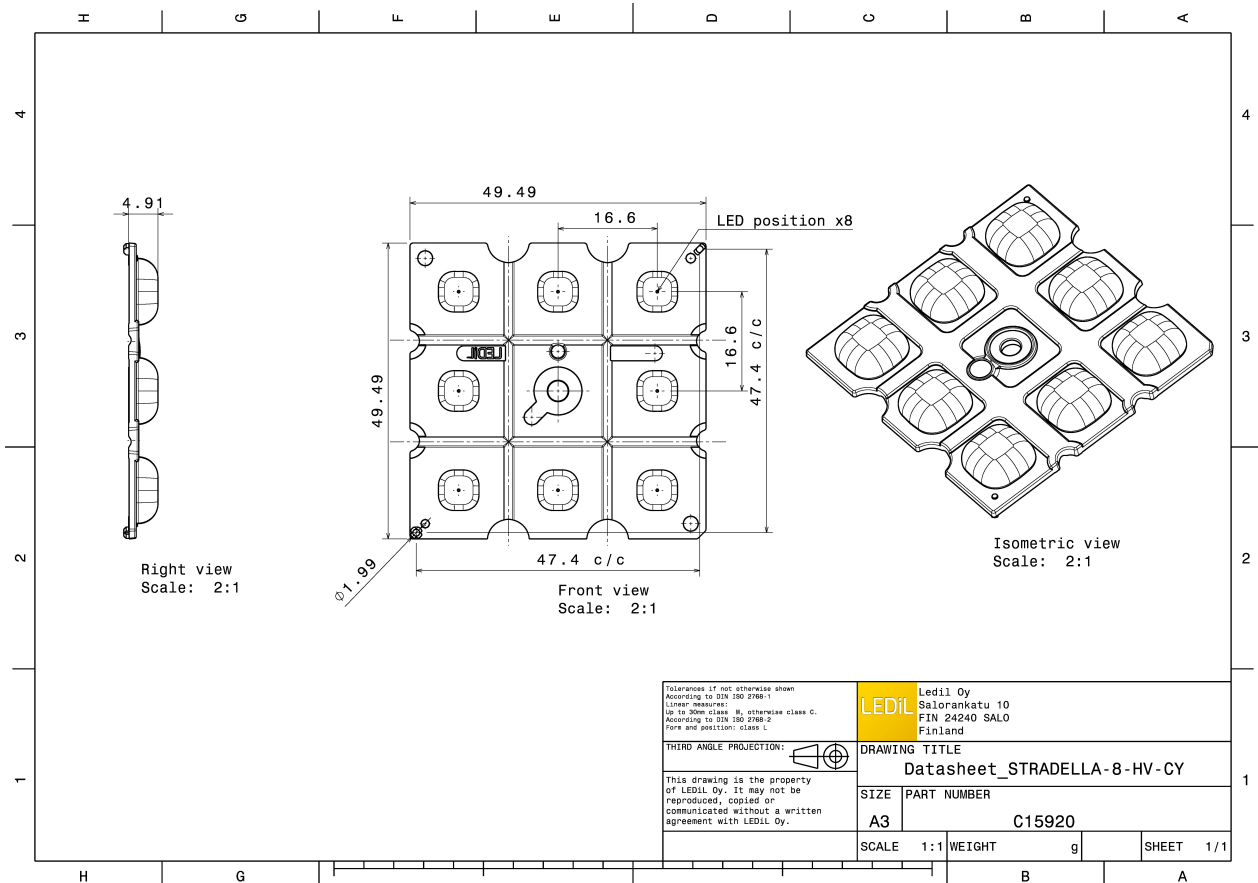 H G F E D C B A
4 4
3 3
2 2
1 1
4.91
49.49
16.6
LED position x8
49.49
16.6
47.4 c/c
LEDiL
47.4 c/c
Ø1.99
Right view
Scale: 2:1
Front view
Scale: 2:1
Isometric view
Scale: 2:1
Tolerances if not otherwise shown
According to DIN ISO 2768-1
Linear measures:
Up to 30mm class M, otherwise class C.
According to DIN ISO 2768-2
Form and position: class L
LEDiL
Ledil Oy
Salorankatu 10
FIN 24240 SALO
Finland
THIRD ANGLE PROJECTION:
DRAWING TITLE
Datasheet_STRADELLA-8-HV-CY
This drawing is the property
of LEDiL Oy. It may not be
reproduced, copied or
communicated without a written
agreement with LEDiL Oy.
SIZE PART NUMBER
A3 C15920
SCALE 1:1 WEIGHT g SHEET 1/1
H G B A